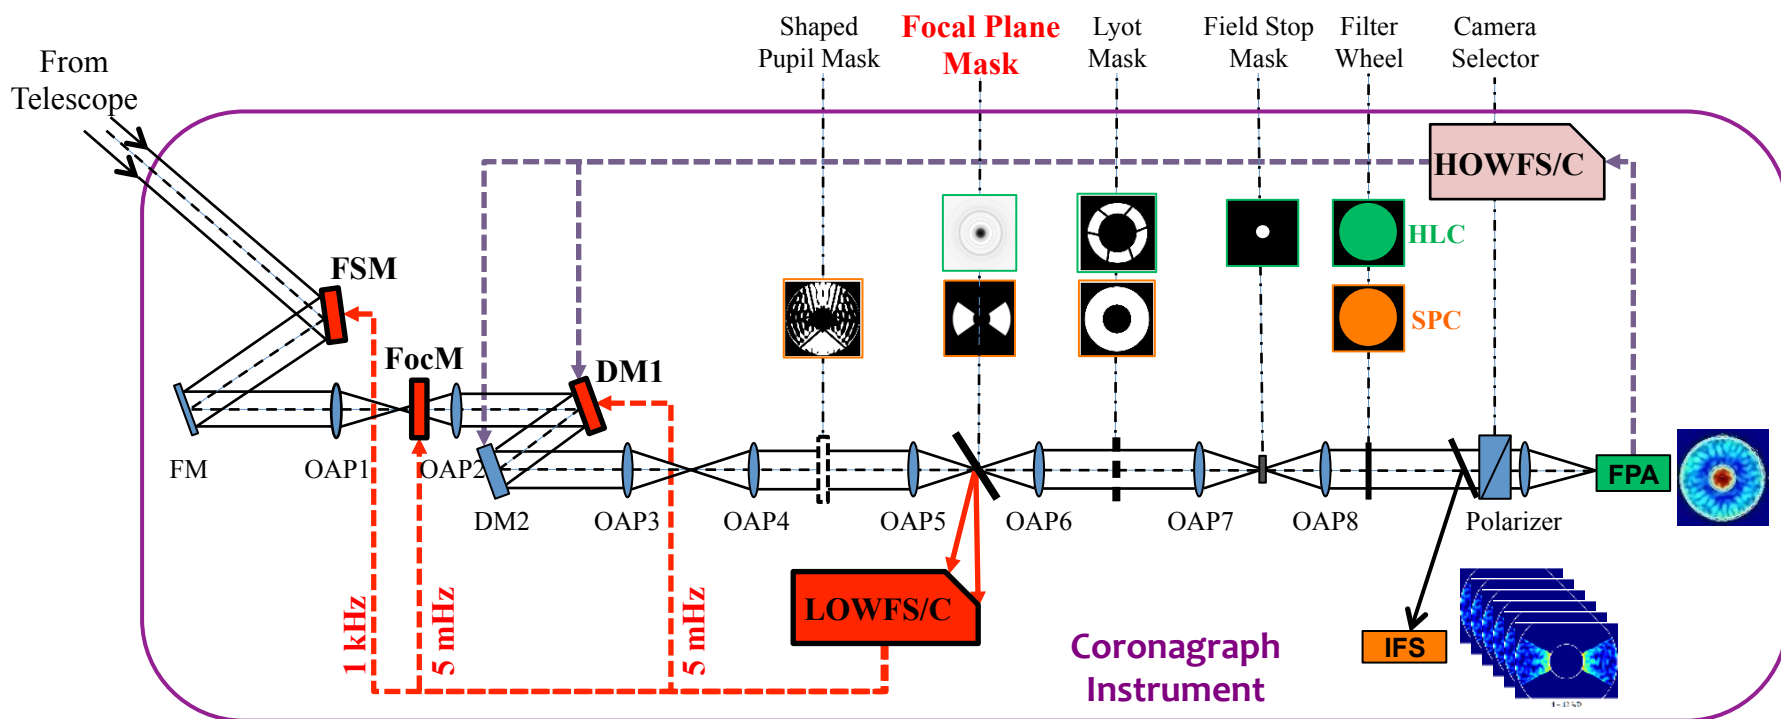 From
Telescope
Shaped
Pupil Mask
Focal Plane
Mask
Lyot
Mask
Field Stop
Mask
Filter
Wheel
Camera
Selector
HOWFS/C
HLC
SPC
FSM
FocM
DM1
FM
OAP1
OAP2
DM2
OAP3
OAP4
OAP5
OAP6
OAP7
OAP8
Polarizer
FPA
LOWFS/C
IFS
1 kHz
5 mHz
5 mHz
Coronagraph
Instrument